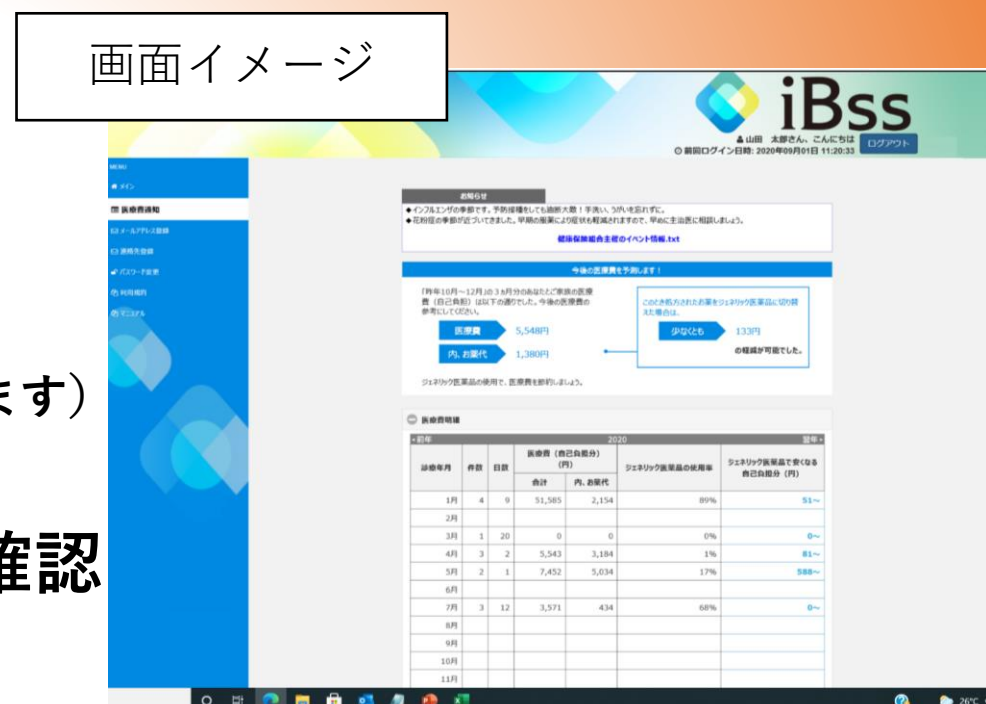 画面イメージ
iBss
山田 太郎さん、こんにちは
ログアウト
前回ログイン日時: 2020年09月01日 11:20:33
MENU
メイン
医療費通知
メールアドレス登録
連絡先登録
パスワード変更
利用規約
マニュアル
ます）
確認
お知らせ
◆インフルエンザの季節です。予防接種をしても油断大敵！手洗い、うがいを忘れずに。
◆花粉症の季節が近づいてきました。早期の服薬により症状も軽減されますので、早めに主治医に相談しましょう。
健康保険組合主催のイベント情報.txt
今後の医療費を予測します！
「昨年10月～12月」の3ヵ月分のあなたとご家族の医療
費（自己負担）は以下の通りでした。今後の医療費の
参考にしてください。
医療費 5,548円
内、お薬代 1,380円
このとき処方されたお薬をジェネリック医薬品に切り替
えた場合は、
少なくとも 133円
の軽減が可能でした。
ジェネリック医薬品の使用で、医療費を節約しましょう。
医療費明細
前年 2020 翌年
診療年月 件数 日数 医療費（自己負担分）（円） 合計 内、お薬代 ジェネリック医薬品の使用率 ジェネリック医薬品で安くなる自己負担分（円）
1月 4 9 51,585 2,154 89% 51～
2月
3月 1 20 0 0 0% 0～
4月 3 2 5,543 3,184 1% 81～
5月 2 1 7,452 5,034 17% 588～
6月
7月 3 12 3,571 434 68% 0～
8月
9月
10月
11月
26°C